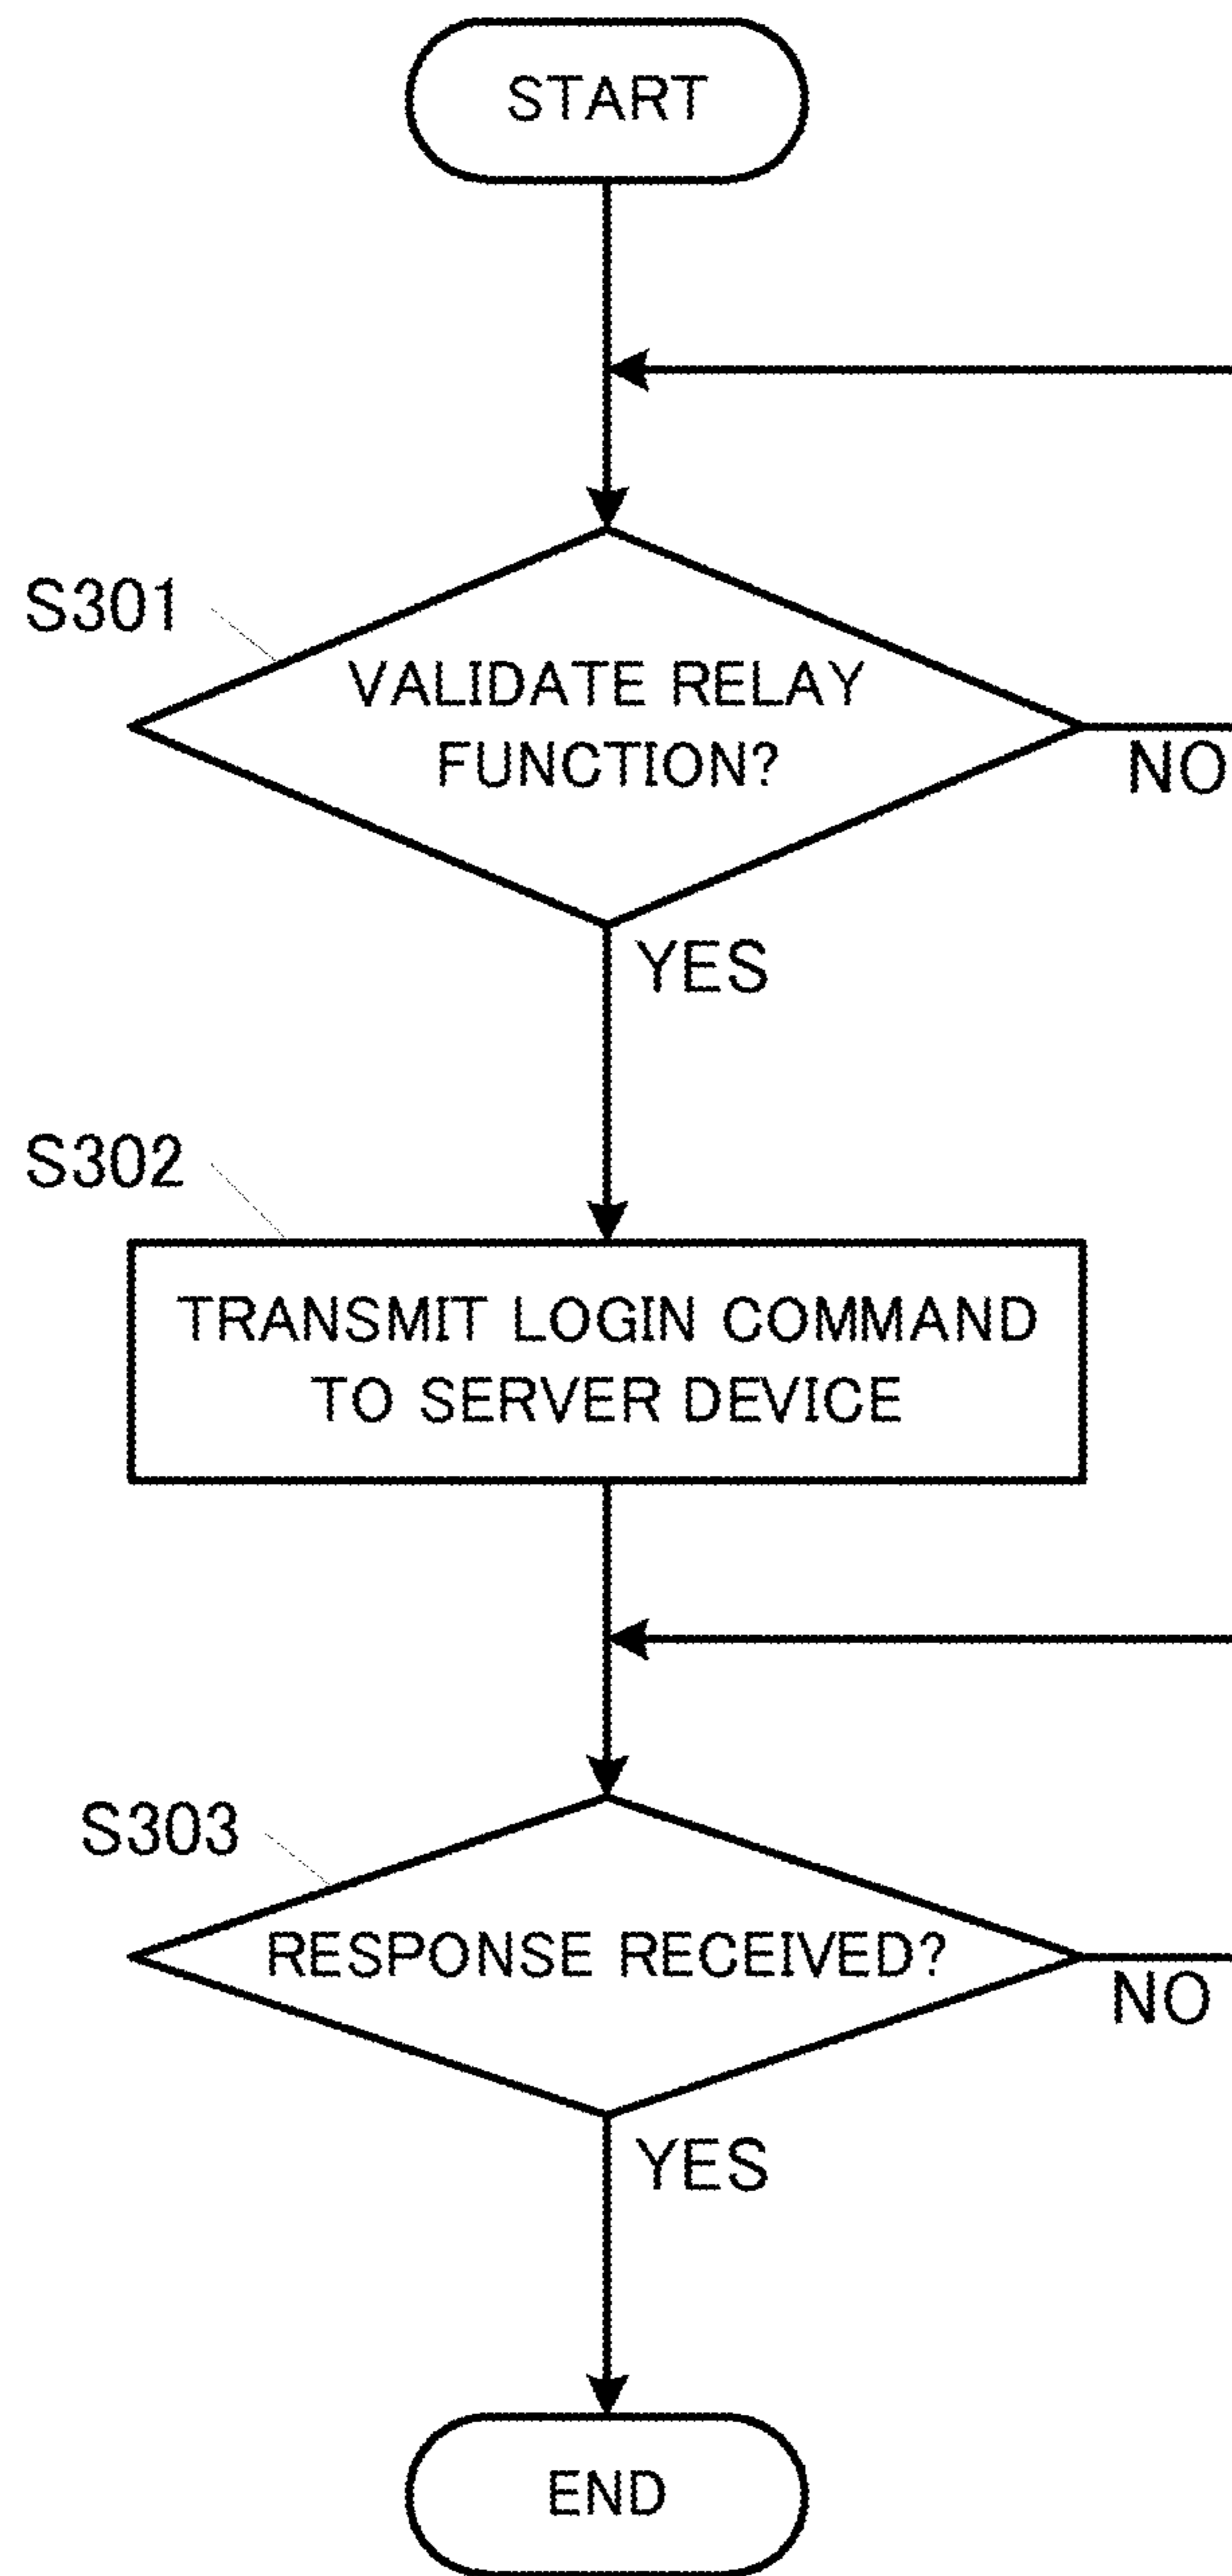 START
S301
VALIDATE RELAY
FUNCTION?
NO
YES
S302
TRANSMIT LOGIN COMMAND
TO SERVER DEVICE
S303
RESPONSE RECEIVED?
NO
YES
END